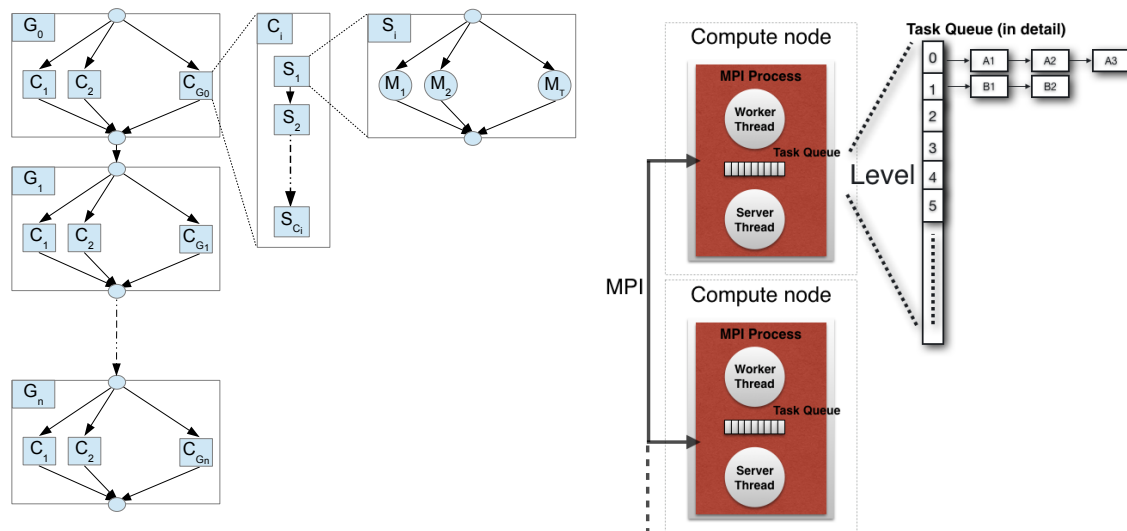 G0
C1 C2 CG0
G1
C1 C2 CG1
Gn
C1 C2 CGn
Ci
S1
S2
SCi
Si
M1 M2 MT
MPI
Compute node
MPI Process
Worker
Thread
Task Queue
Server
Thread
Compute node
MPI Process
Worker
Thread
Task Queue
Server
Thread
Level
Task Queue (in detail)
0 A1 A2 A3
1 B1 B2
2
3
4
5